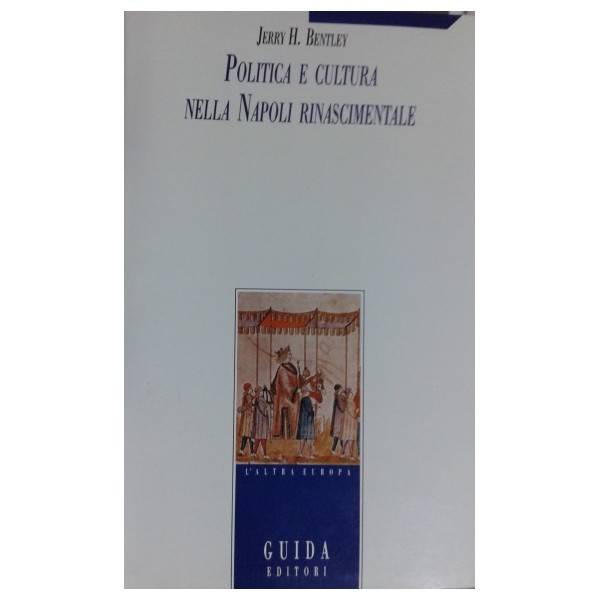 JERRY H. BENTLEY
POLITICA E CULTURA
NELLA NAPOLI RINASCIMENTALE
L'ALTRA EUROPA
GUIDA
EDITORI